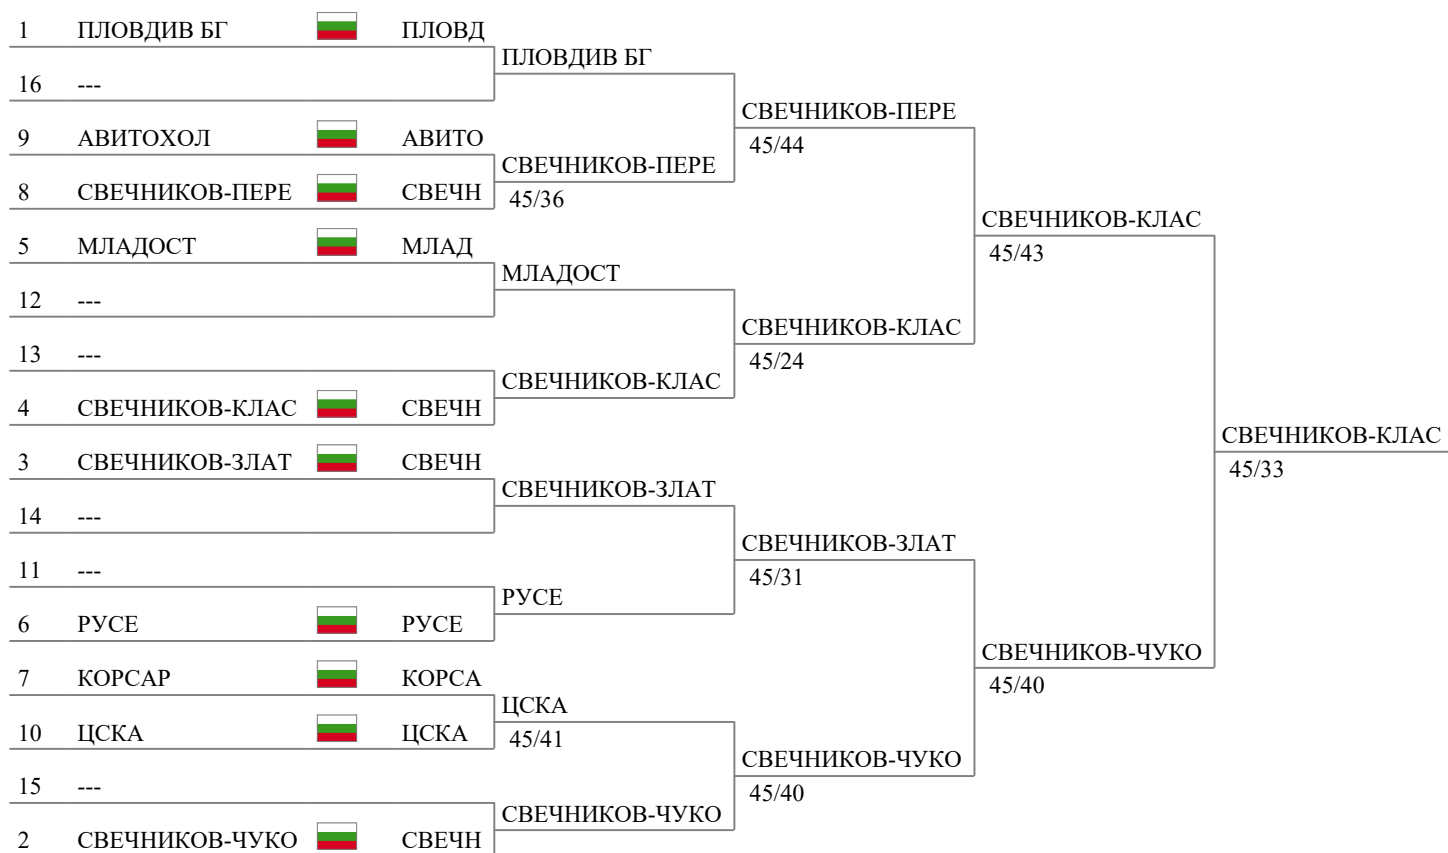 1 ПЛОВДИВ БГ ПЛОВД
ПЛОВДИВ БГ
16 ---
СВЕЧНИКОВ-ПЕРЕ
9 АВИТОХОЛ АВИТО
45/44
СВЕЧНИКОВ-ПЕРЕ
8 СВЕЧНИКОВ-ПЕРЕ СВЕЧН
45/36
СВЕЧНИКОВ-КЛАС
5 МЛАДОСТ МЛАД
45/43
МЛАДОСТ
12 ---
СВЕЧНИКОВ-КЛАС
13 ---
45/24
СВЕЧНИКОВ-КЛАС
4 СВЕЧНИКОВ-КЛАС СВЕЧН
СВЕЧНИКОВ-КЛАС
3 СВЕЧНИКОВ-ЗЛАТ СВЕЧН
45/33
СВЕЧНИКОВ-ЗЛАТ
14 ---
СВЕЧНИКОВ-ЗЛАТ
11 ---
45/31
РУСЕ
6 РУСЕ РУСЕ
СВЕЧНИКОВ-ЧУКО
7 КОРСАР КОРСА
45/40
ЦСКА
10 ЦСКА ЦСКА
45/41
СВЕЧНИКОВ-ЧУКО
15 ---
45/40
СВЕЧНИКОВ-ЧУКО
2 СВЕЧНИКОВ-ЧУКО СВЕЧН